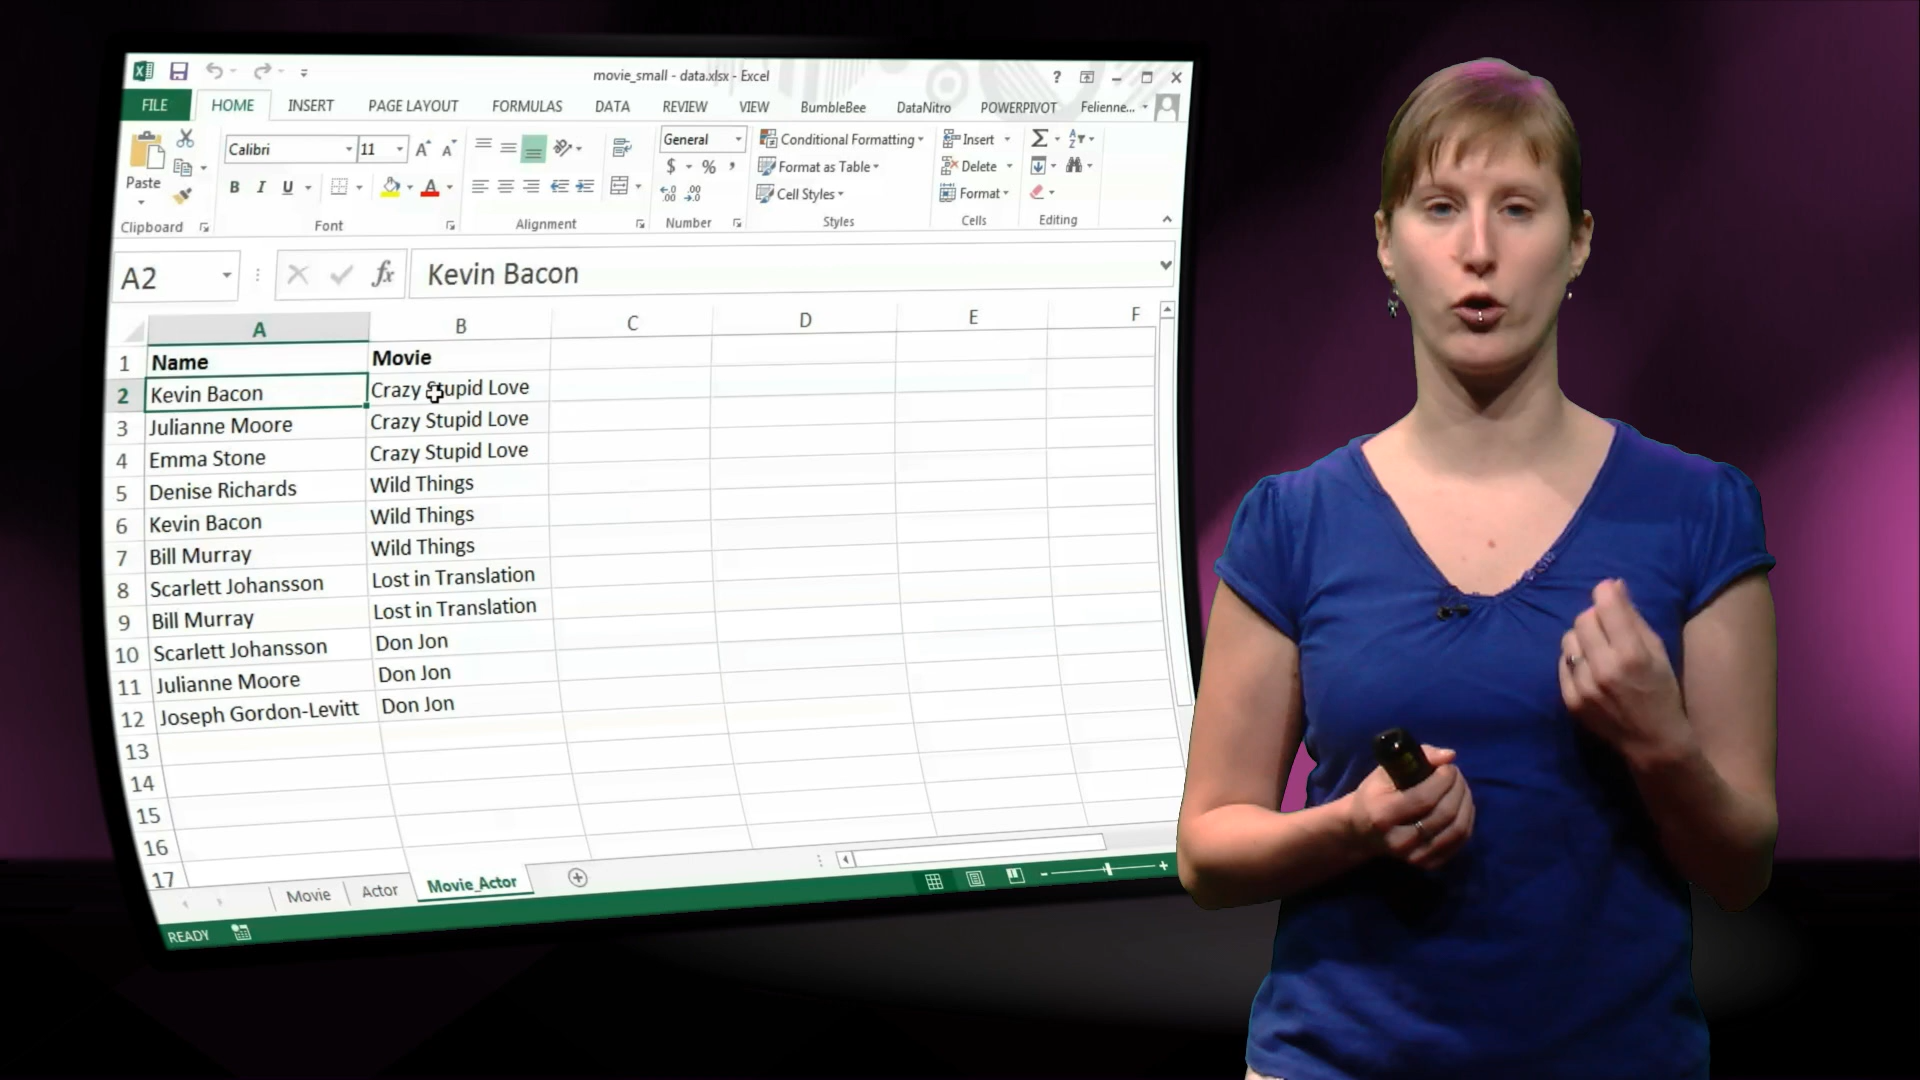 movie_small - data.xlsx - Excel
?
FILE HOME INSERT PAGE LAYOUT FORMULAS DATA REVIEW VIEW BumbleBee DataNitro POWERPIVOT Felienne...
Paste
Clipboard
Calibri 11
B I U
Font
Alignment
General
$ % ,
Number
Conditional Formatting
Format as Table
Cell Styles
Styles
Insert
Delete
Format
Cells
Editing
A2 fx Kevin Bacon
A B C D E F
1 Name Movie
2 Kevin Bacon Crazy Stupid Love
3 Julianne Moore Crazy Stupid Love
4 Emma Stone Crazy Stupid Love
5 Denise Richards Wild Things
6 Kevin Bacon Wild Things
7 Bill Murray Wild Things
8 Scarlett Johansson Lost in Translation
9 Bill Murray Lost in Translation
10 Scarlett Johansson Don Jon
11 Julianne Moore Don Jon
12 Joseph Gordon-Levitt Don Jon
13
14
15
16
17
Movie Actor Movie_Actor
READY